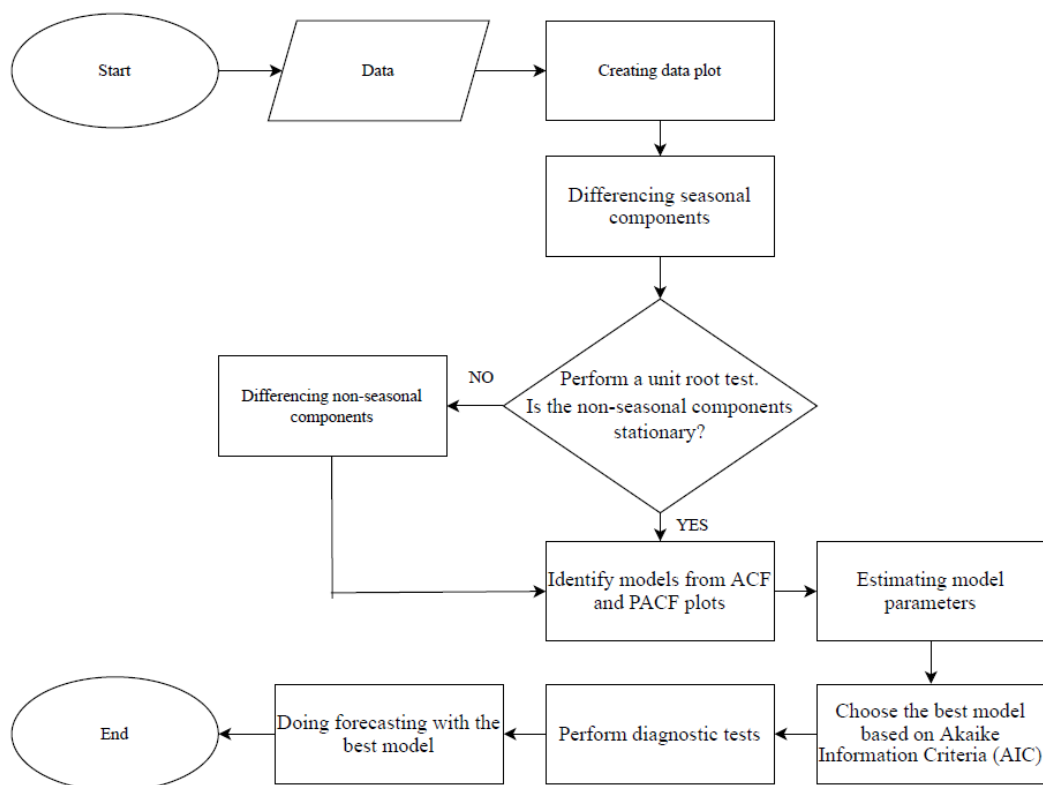 Start
Data
Creating data plot
Differencing seasonal
components
Perform a unit root test.
Is the non-seasonal components
stationary?
NO
Differencing non-seasonal
components
YES
Identify models from ACF
and PACF plots
Estimating model
parameters
Choose the best model
based on Akaike
Information Criteria (AIC)
Perform diagnostic tests
Doing forecasting with the
best model
End